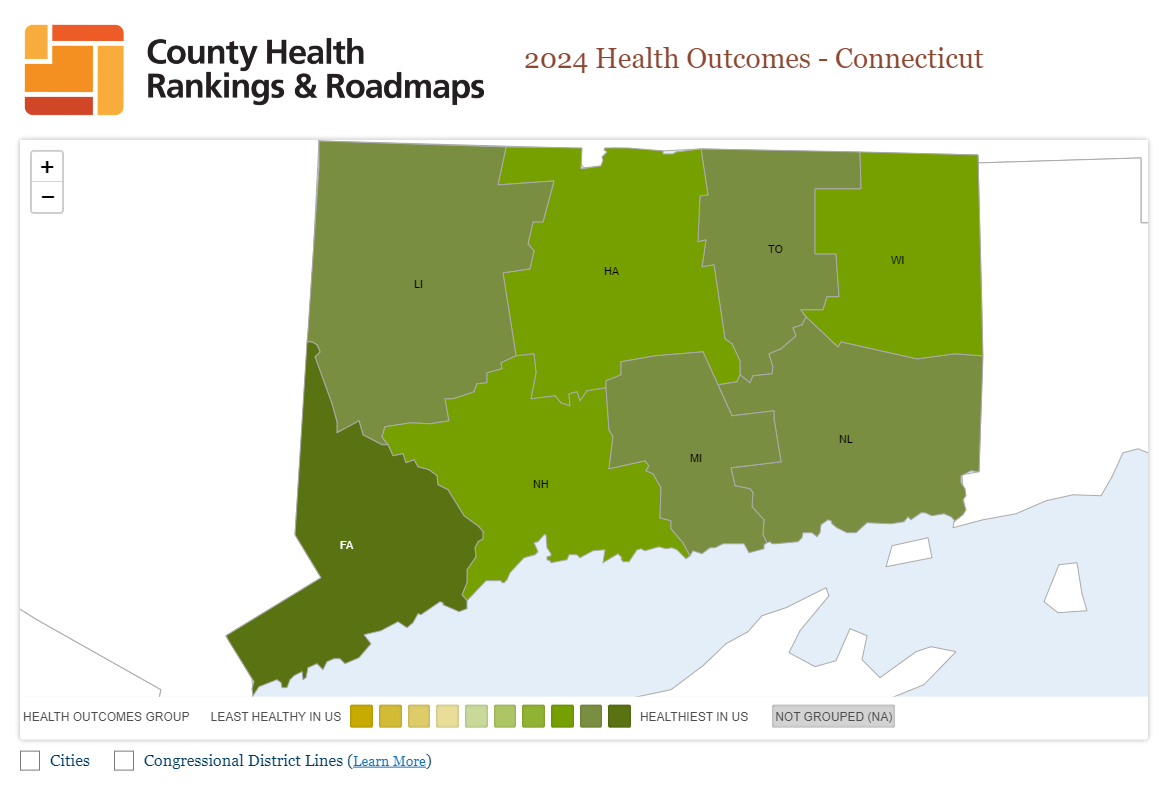 County Health
Rankings & Roadmaps
2024 Health Outcomes - Connecticut
+
−
LI
HA
TO
WI
NL
MI
NH
FA
HEALTH OUTCOMES GROUP LEAST HEALTHY IN US HEALTHIEST IN US NOT GROUPED (NA)
Cities Congressional District Lines (Learn More)